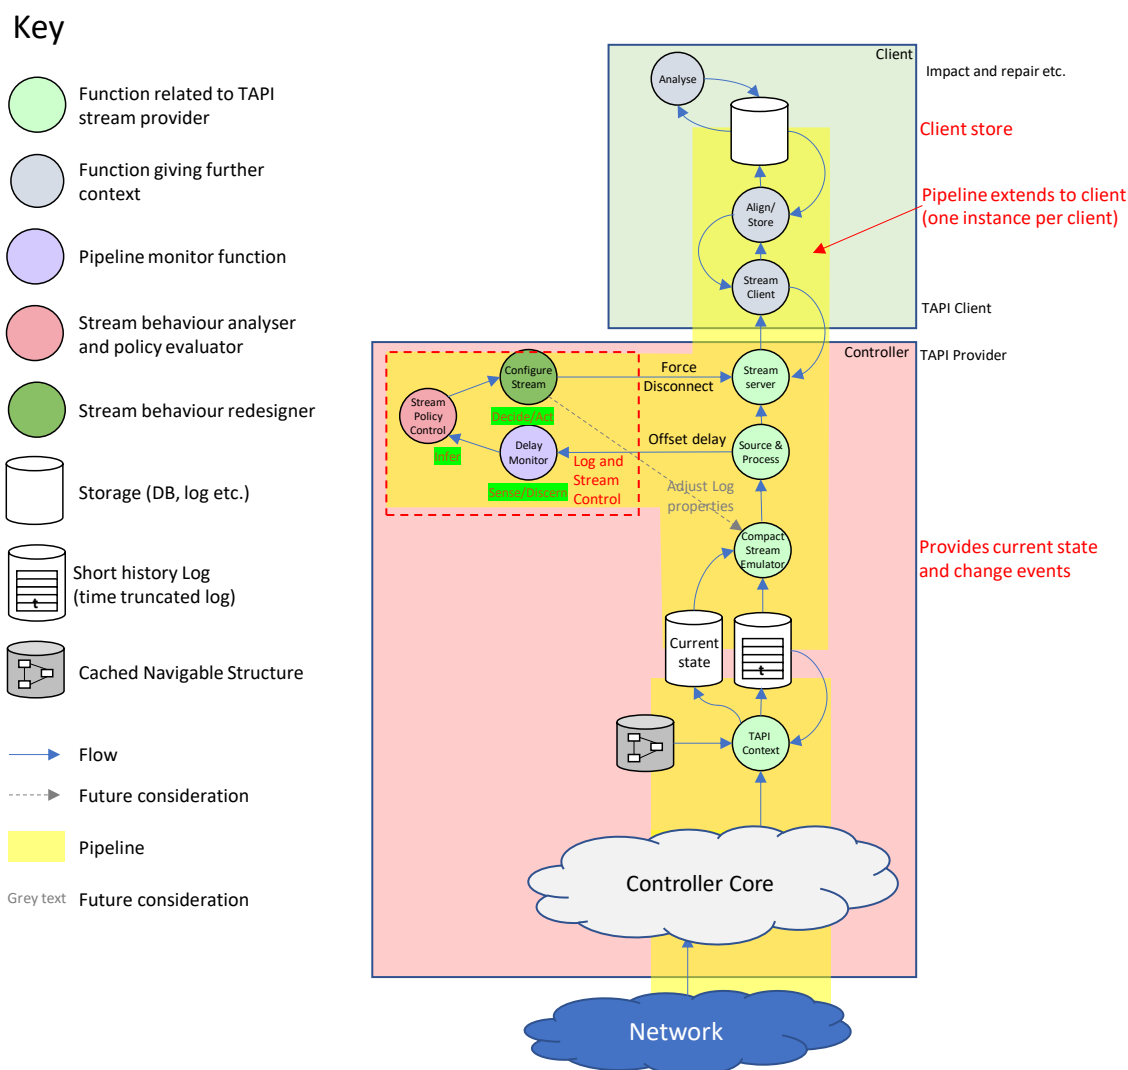 Key
Function related to TAPI
stream provider
Function giving further
context
Pipeline monitor function
Stream behaviour analyser
and policy evaluator
Stream behaviour redesigner
Storage (DB, log etc.)
t
Short history Log
(time truncated log)
Cached Navigable Structure
Flow
Future consideration
Pipeline
Grey text
Future consideration
Client
Impact and repair etc.
Analyse
Client store
Align/
Store
Pipeline extends to client
(one instance per client)
Stream
Client
TAPI Client
Controller
TAPI Provider
Configure
Stream
Force
Disconnect
Stream
server
Stream
Policy
Control
Decide/Act
Infer
Delay
Monitor
Offset delay
Source &
Process
Log and
Stream
Control
Sense/Discern
Adjust Log
properties
Compact
Stream
Emulator
Provides current state
and change events
Current
state
t
TAPI
Context
Controller Core
Network